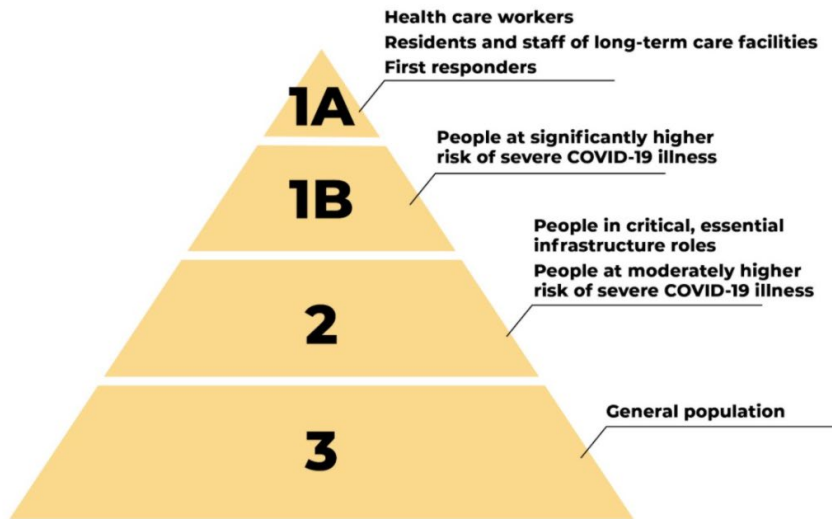 Health care workers
Residents and staff of long-term care facilities
First responders
1A
People at significantly higher
risk of severe COVID-19 illness
1B
People in critical, essential
infrastructure roles
People at moderately higher
risk of severe COVID-19 illness
2
General population
3